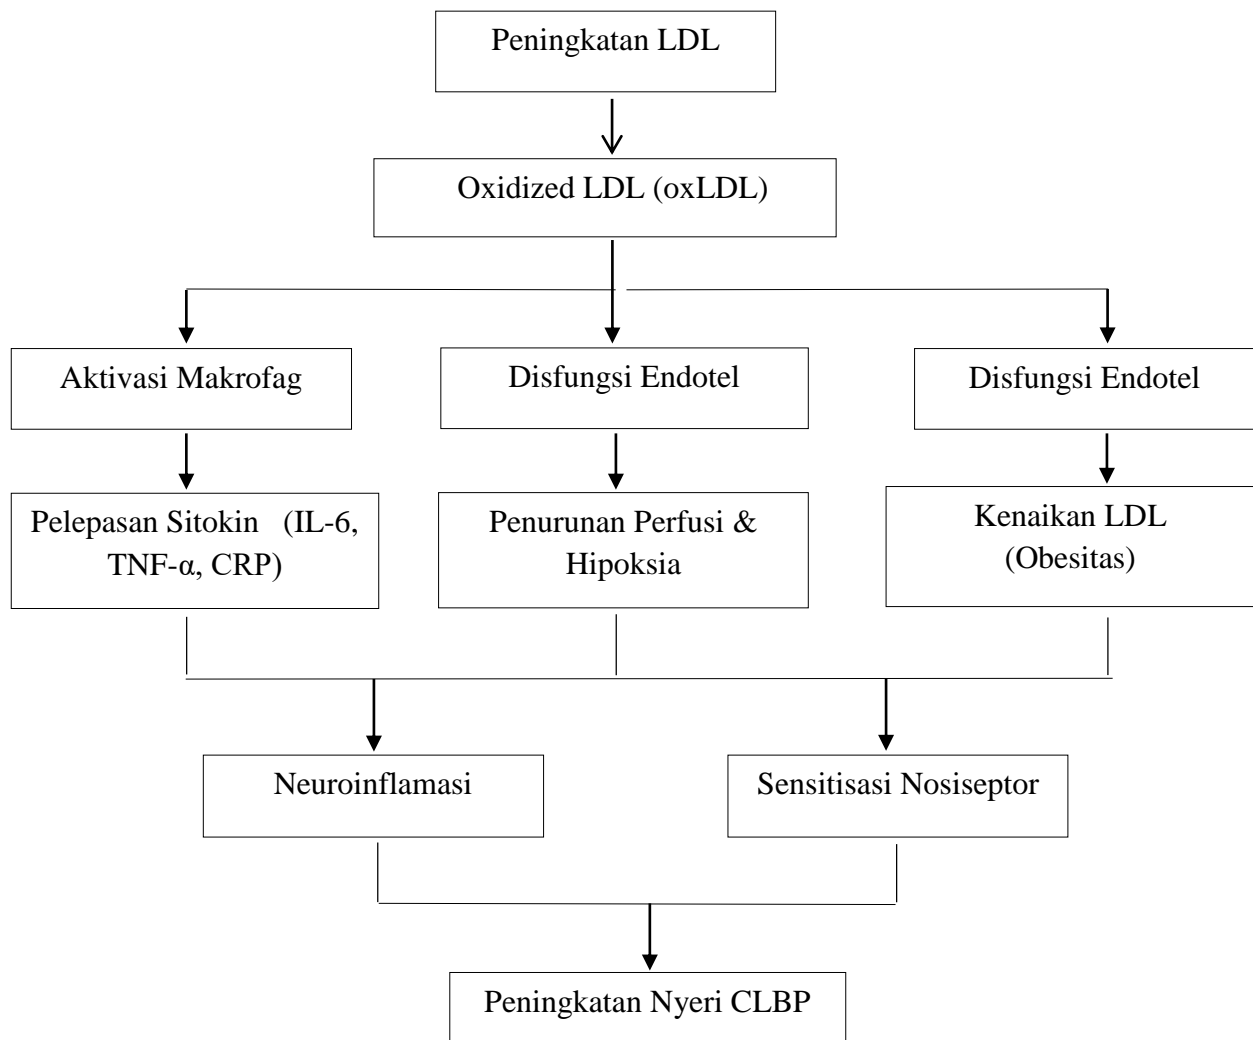 Peningkatan LDL
Oxidized LDL (oxLDL)
Aktivasi Makrofag
Disfungsi Endotel
Disfungsi Endotel
Pelepasan Sitokin (IL-6,
TNF-α, CRP)
Penurunan Perfusi &
Hipoksia
Kenaikan LDL
(Obesitas)
Neuroinflamasi
Sensitisasi Nosiseptor
Peningkatan Nyeri CLBP